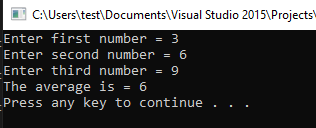 C:\Users\test\Documents\Visual Studio 2015\Projects\
Enter first number = 3
Enter second number = 6
Enter third number = 9
The average is = 6
Press any key to continue . . .